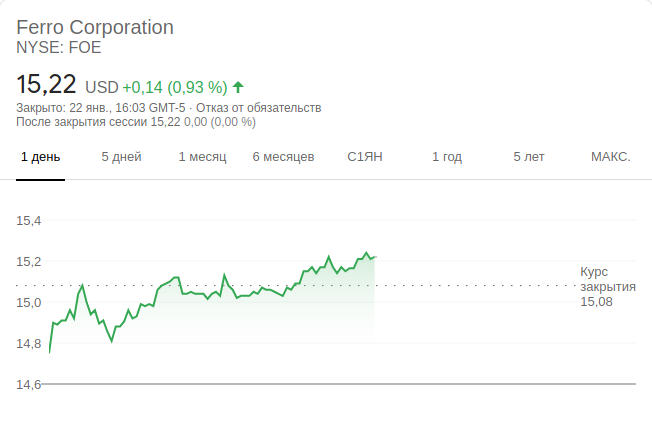 Ferro Corporation
NYSE: FOE
15,22 USD +0,14 (0,93 %)
Закрыто: 22 янв., 16:03 GMT-5 · Отказ от обязательств
После закрытия сессии 15,22 0,00 (0,00 %)
1 день 5 дней 1 месяц 6 месяцев С1ЯН 1 год 5 лет МАКС.
15,4
15,2
Курс
закрытия
15,08
15,0
14,8
14,6